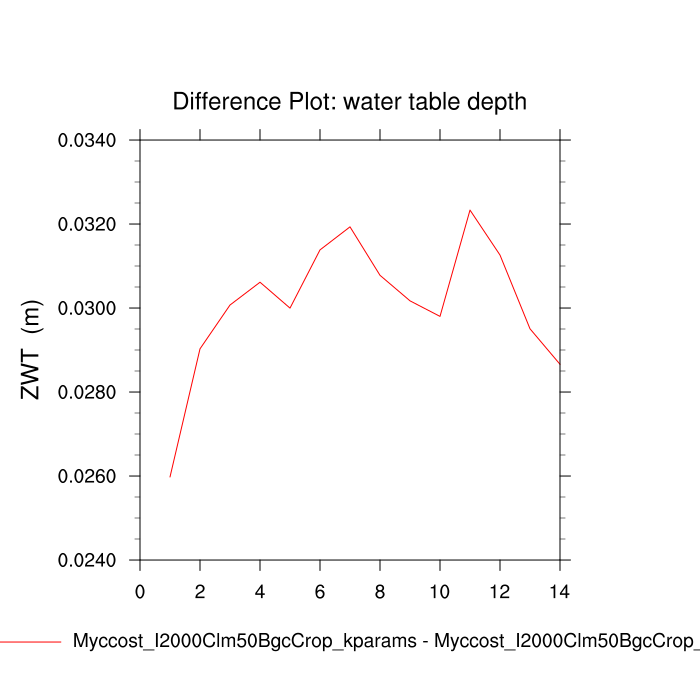 Difference Plot: water table depth
0.0340
0.0320
0.0300
0.0280
0.0260
0.0240
ZWT (m)
0 2 4 6 8 10 12 14
Myccost_I2000Clm50BgcCrop_kparams - Myccost_I2000Clm50BgcCrop_